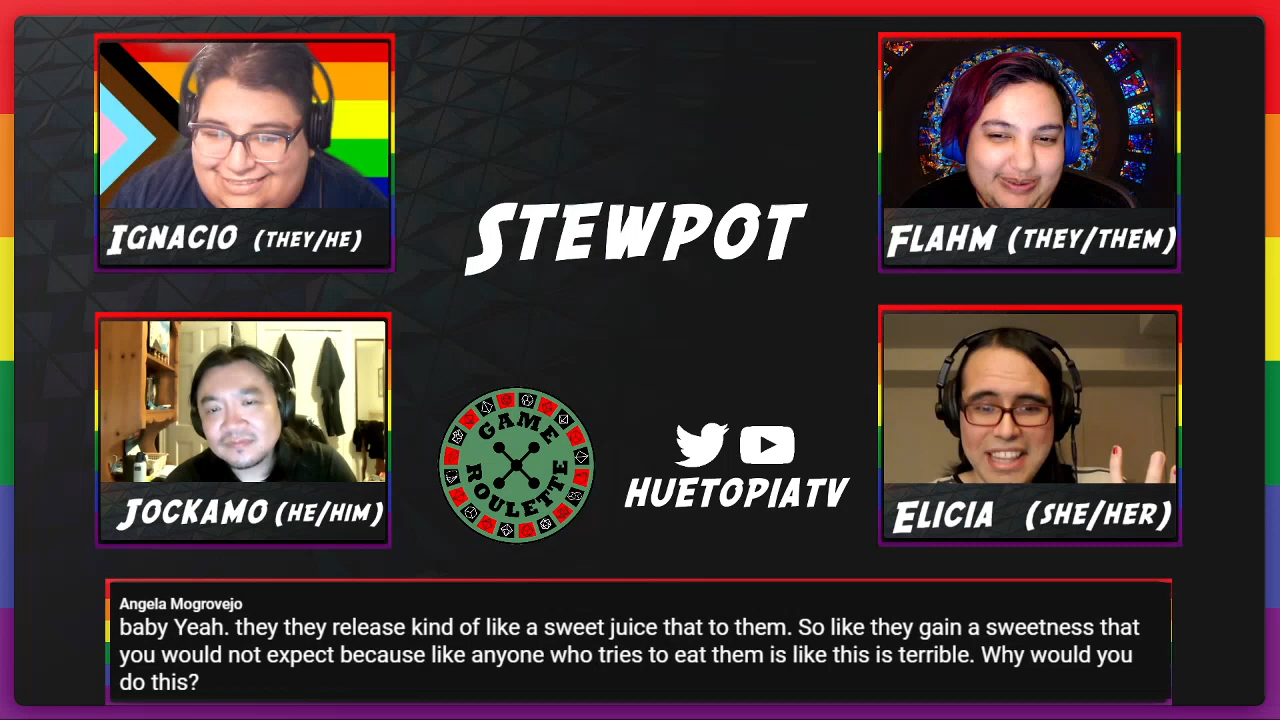 IGNACIO (THEY/HE)
FLAHM (THEY/THEM)
STEWPOT
JOCKAMO (HE/HIM)
GAME
ROULETTE
HUETOPIATV
ELICIA (SHE/HER)
Angela Mogrovejo
baby Yeah. they they release kind of like a sweet juice that to them. So like they gain a sweetness that
you would not expect because like anyone who tries to eat them is like this is terrible. Why would you
do this?